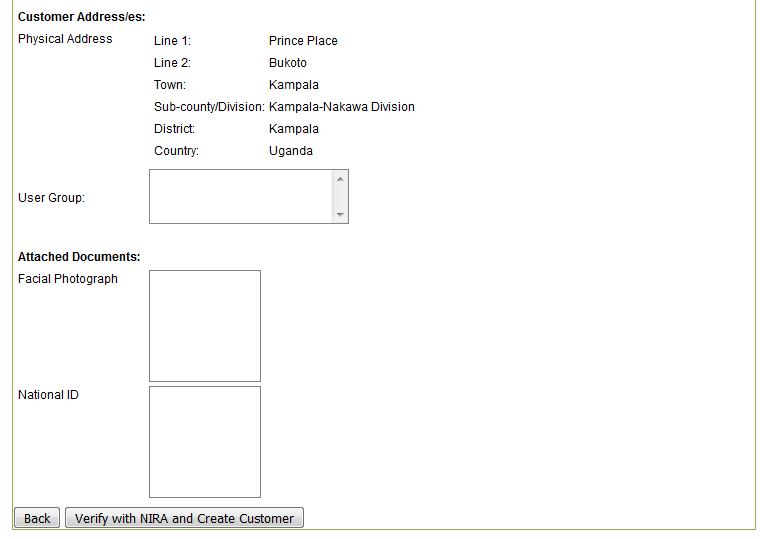 Customer Address/es:
Physical Address
Line 1: Prince Place
Line 2: Bukoto
Town: Kampala
Sub-county/Division: Kampala-Nakawa Division
District: Kampala
Country: Uganda
User Group:
Attached Documents:
Facial Photograph
National ID
Back Verify with NIRA and Create Customer